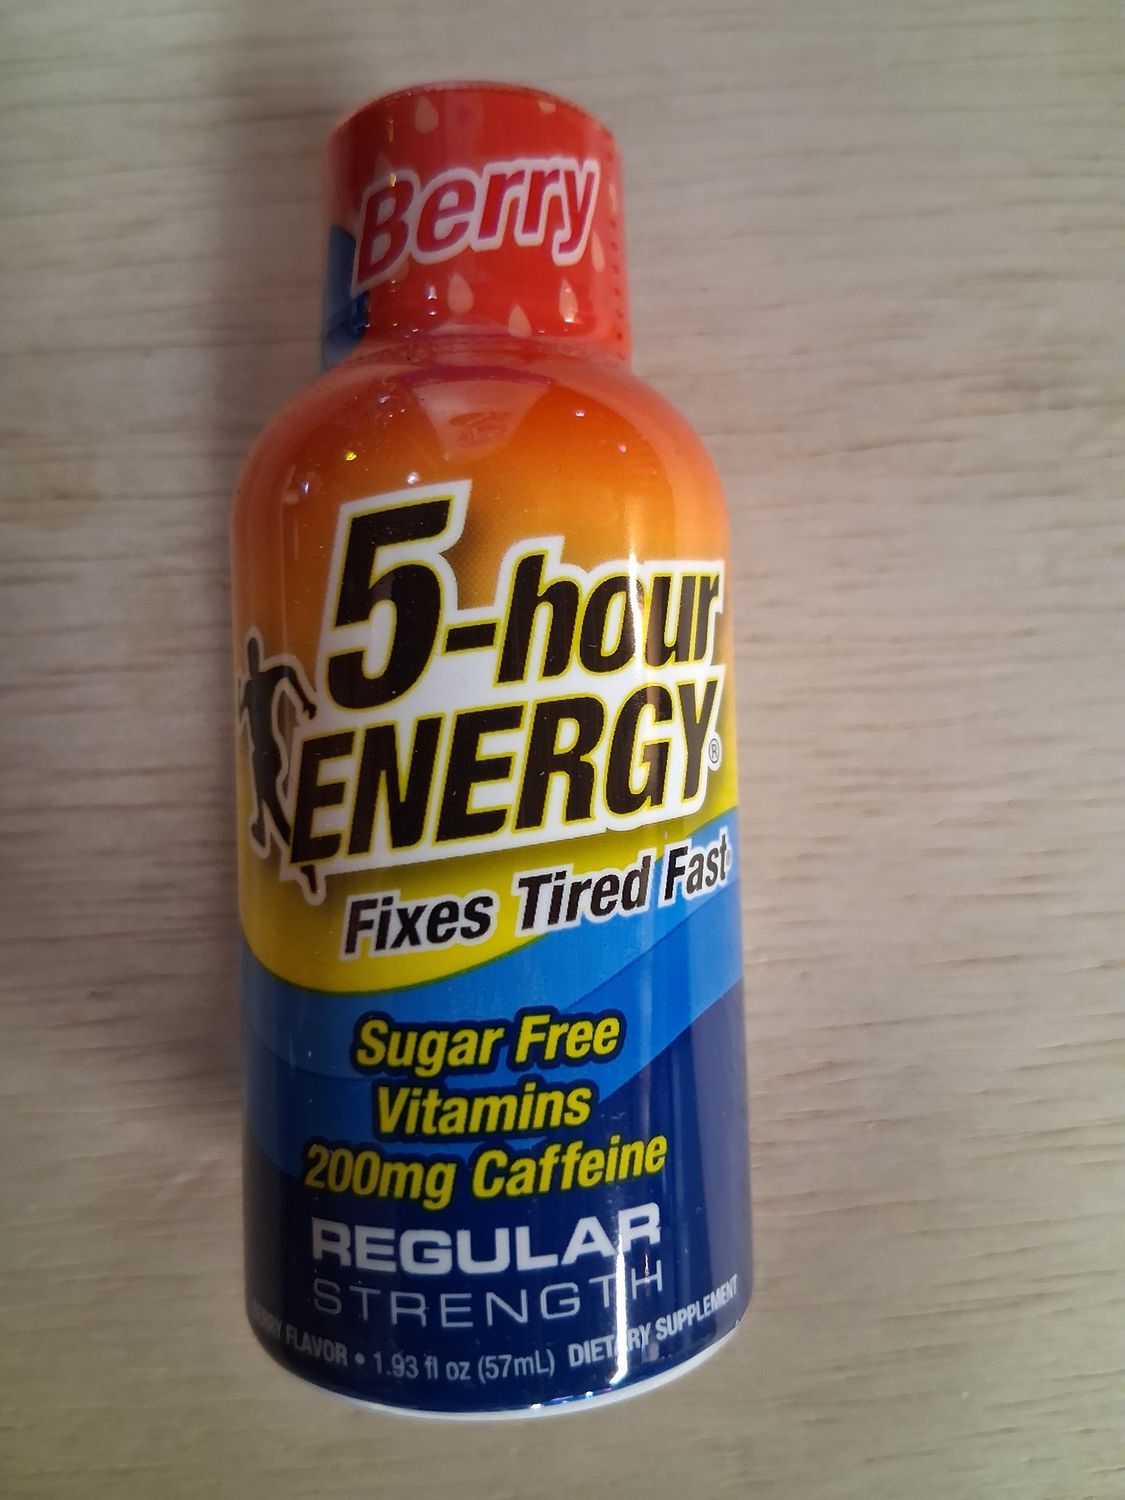 Berry
5-hour
ENERGY®
Fixes Tired Fast
Sugar Free
Vitamins
200mg Caffeine
REGULAR
STRENGTH
FLAVOR • 1.93 fl oz (57mL) DIETARY SUPPLEMENT